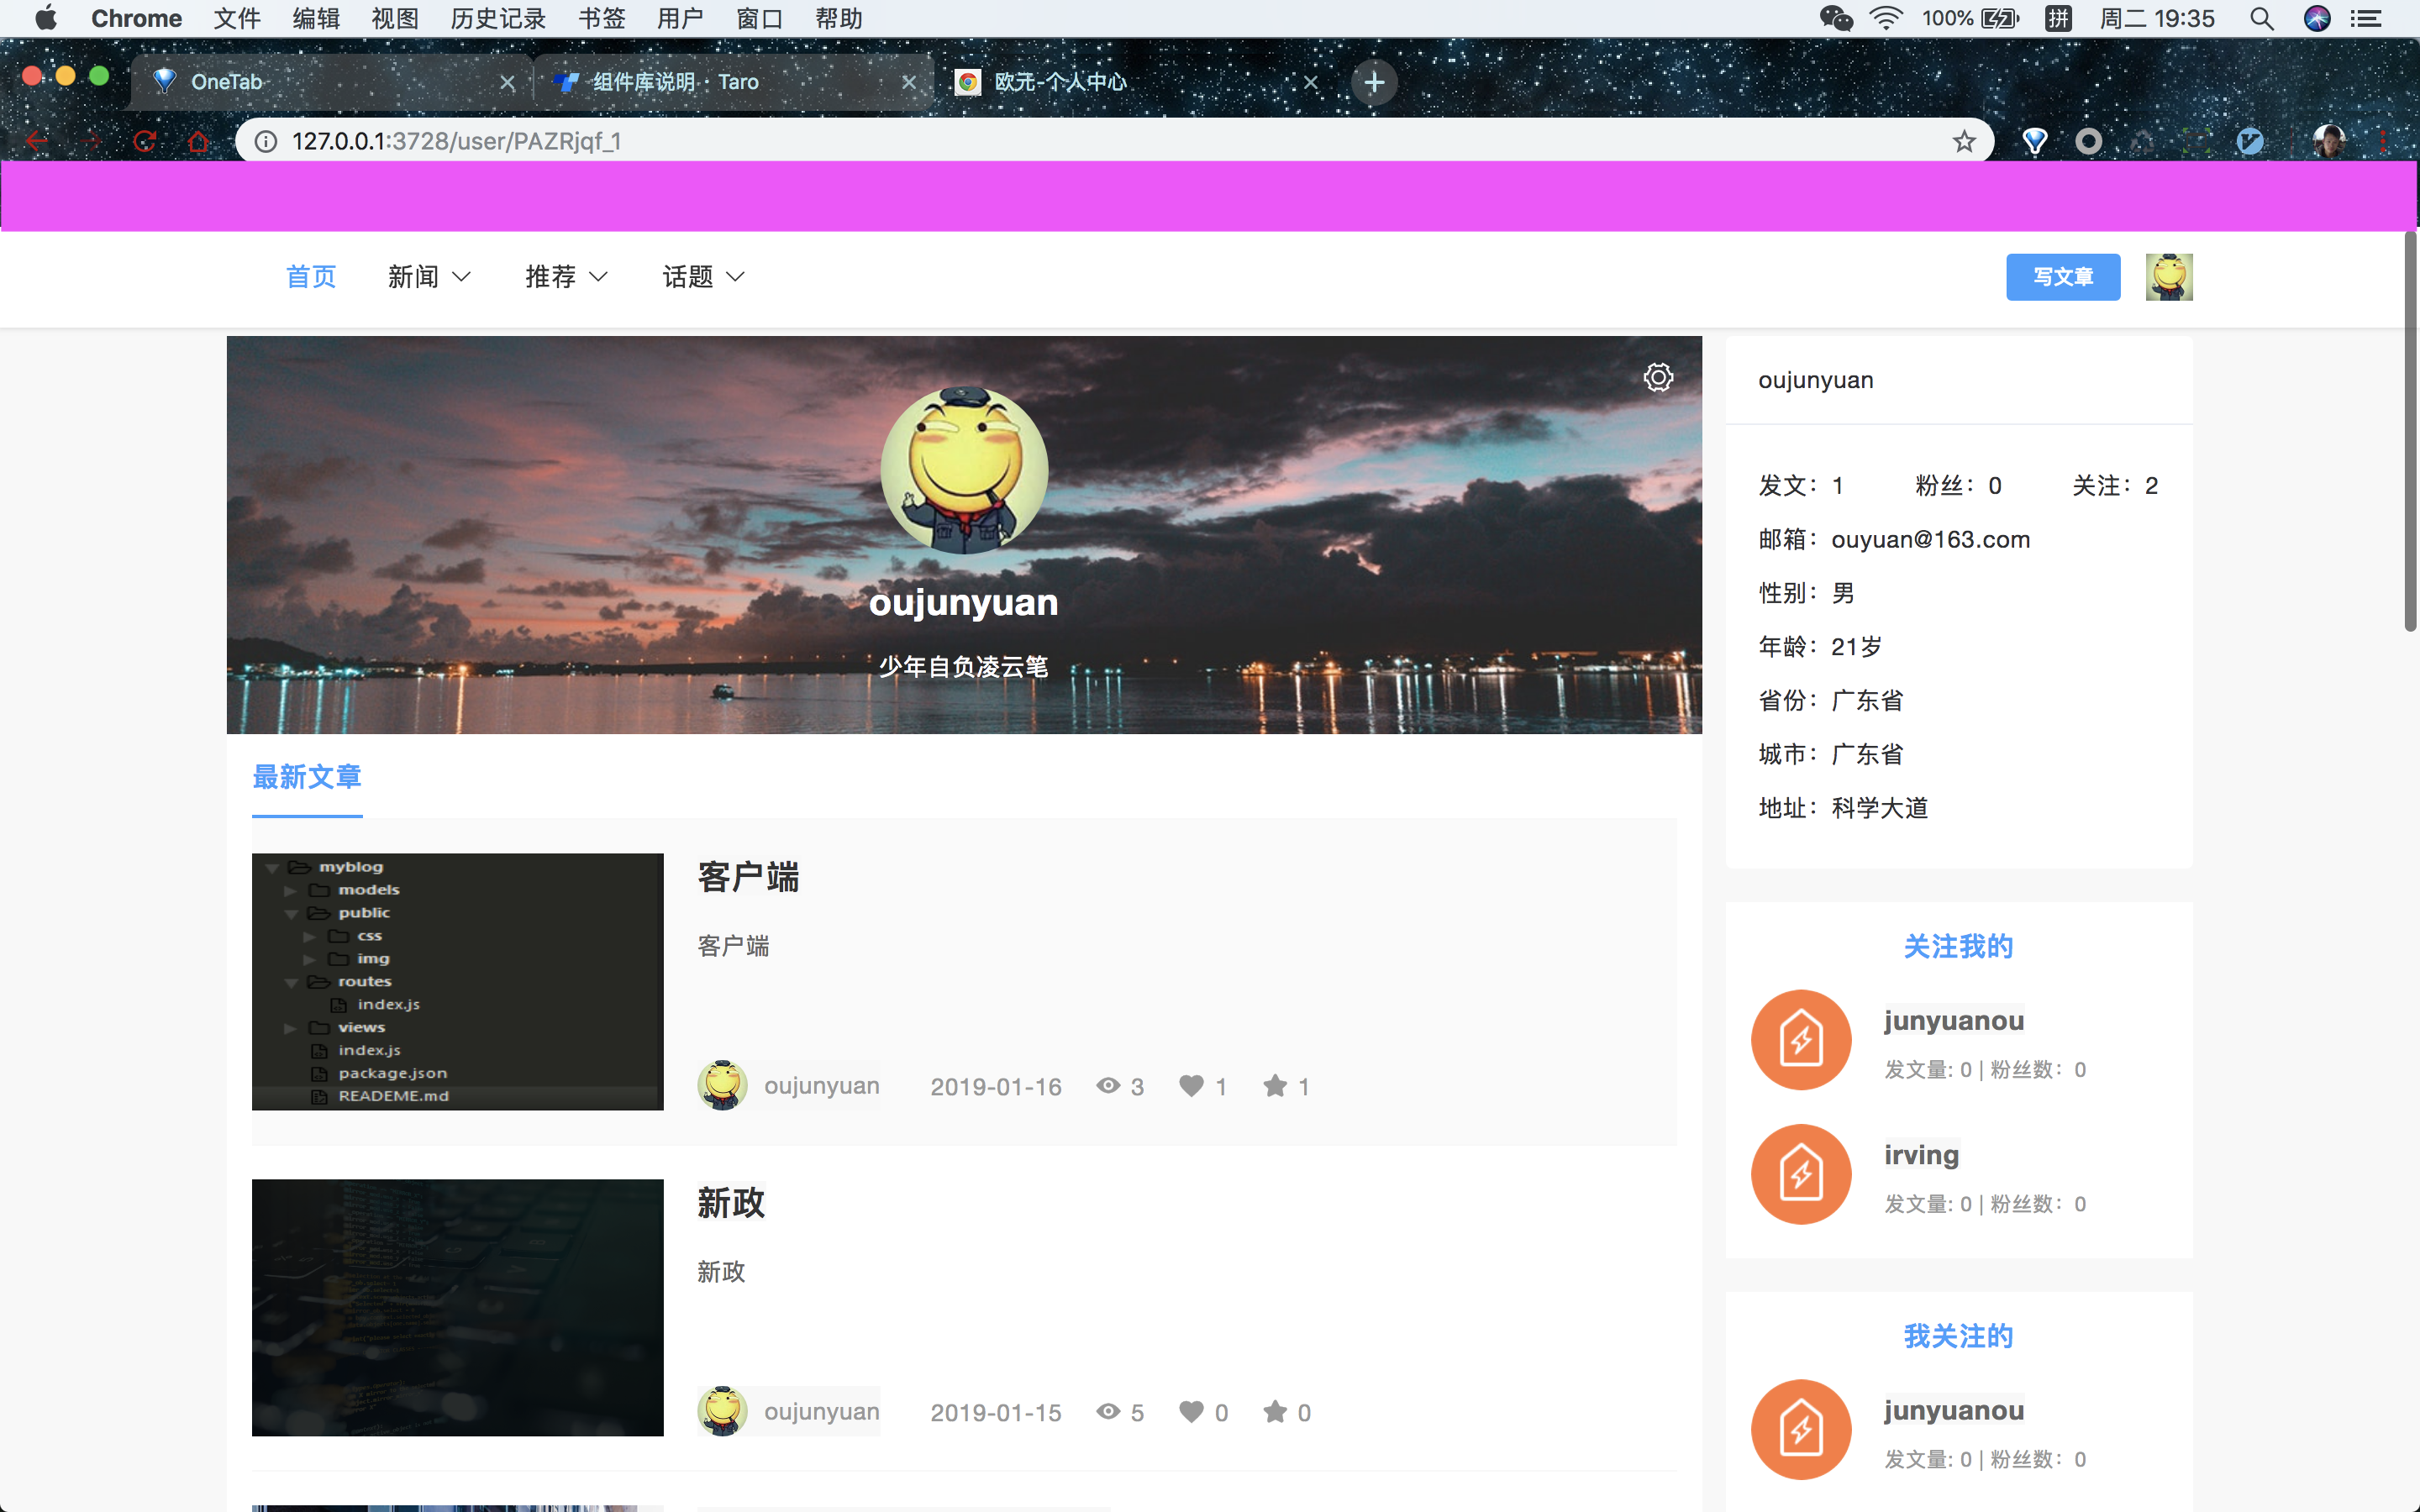 Chrome 文件 编辑 视图 历史记录 书签 用户 窗口 帮助 100% 拼 周二 19:35
OneTab 组件库说明 · Taro 欧元-个人中心
127.0.0.1:3728/user/PAZRjqf_1
首页 新闻 推荐 话题 写文章
oujunyuan
少年自负凌云笔
最新文章
myblog
models
public
css
img
routes
index.js
views
index.js
package.json
READEME.md
客户端
客户端
oujunyuan 2019-01-16 3 1 1
新政
新政
oujunyuan 2019-01-15 5 0 0
oujunyuan
发文：1 粉丝：0 关注：2
邮箱：ouyuan@163.com
性别：男
年龄：21岁
省份：广东省
城市：广东省
地址：科学大道
关注我的
junyuanou
发文量: 0 | 粉丝数：0
irving
发文量: 0 | 粉丝数：0
我关注的
junyuanou
发文量: 0 | 粉丝数：0